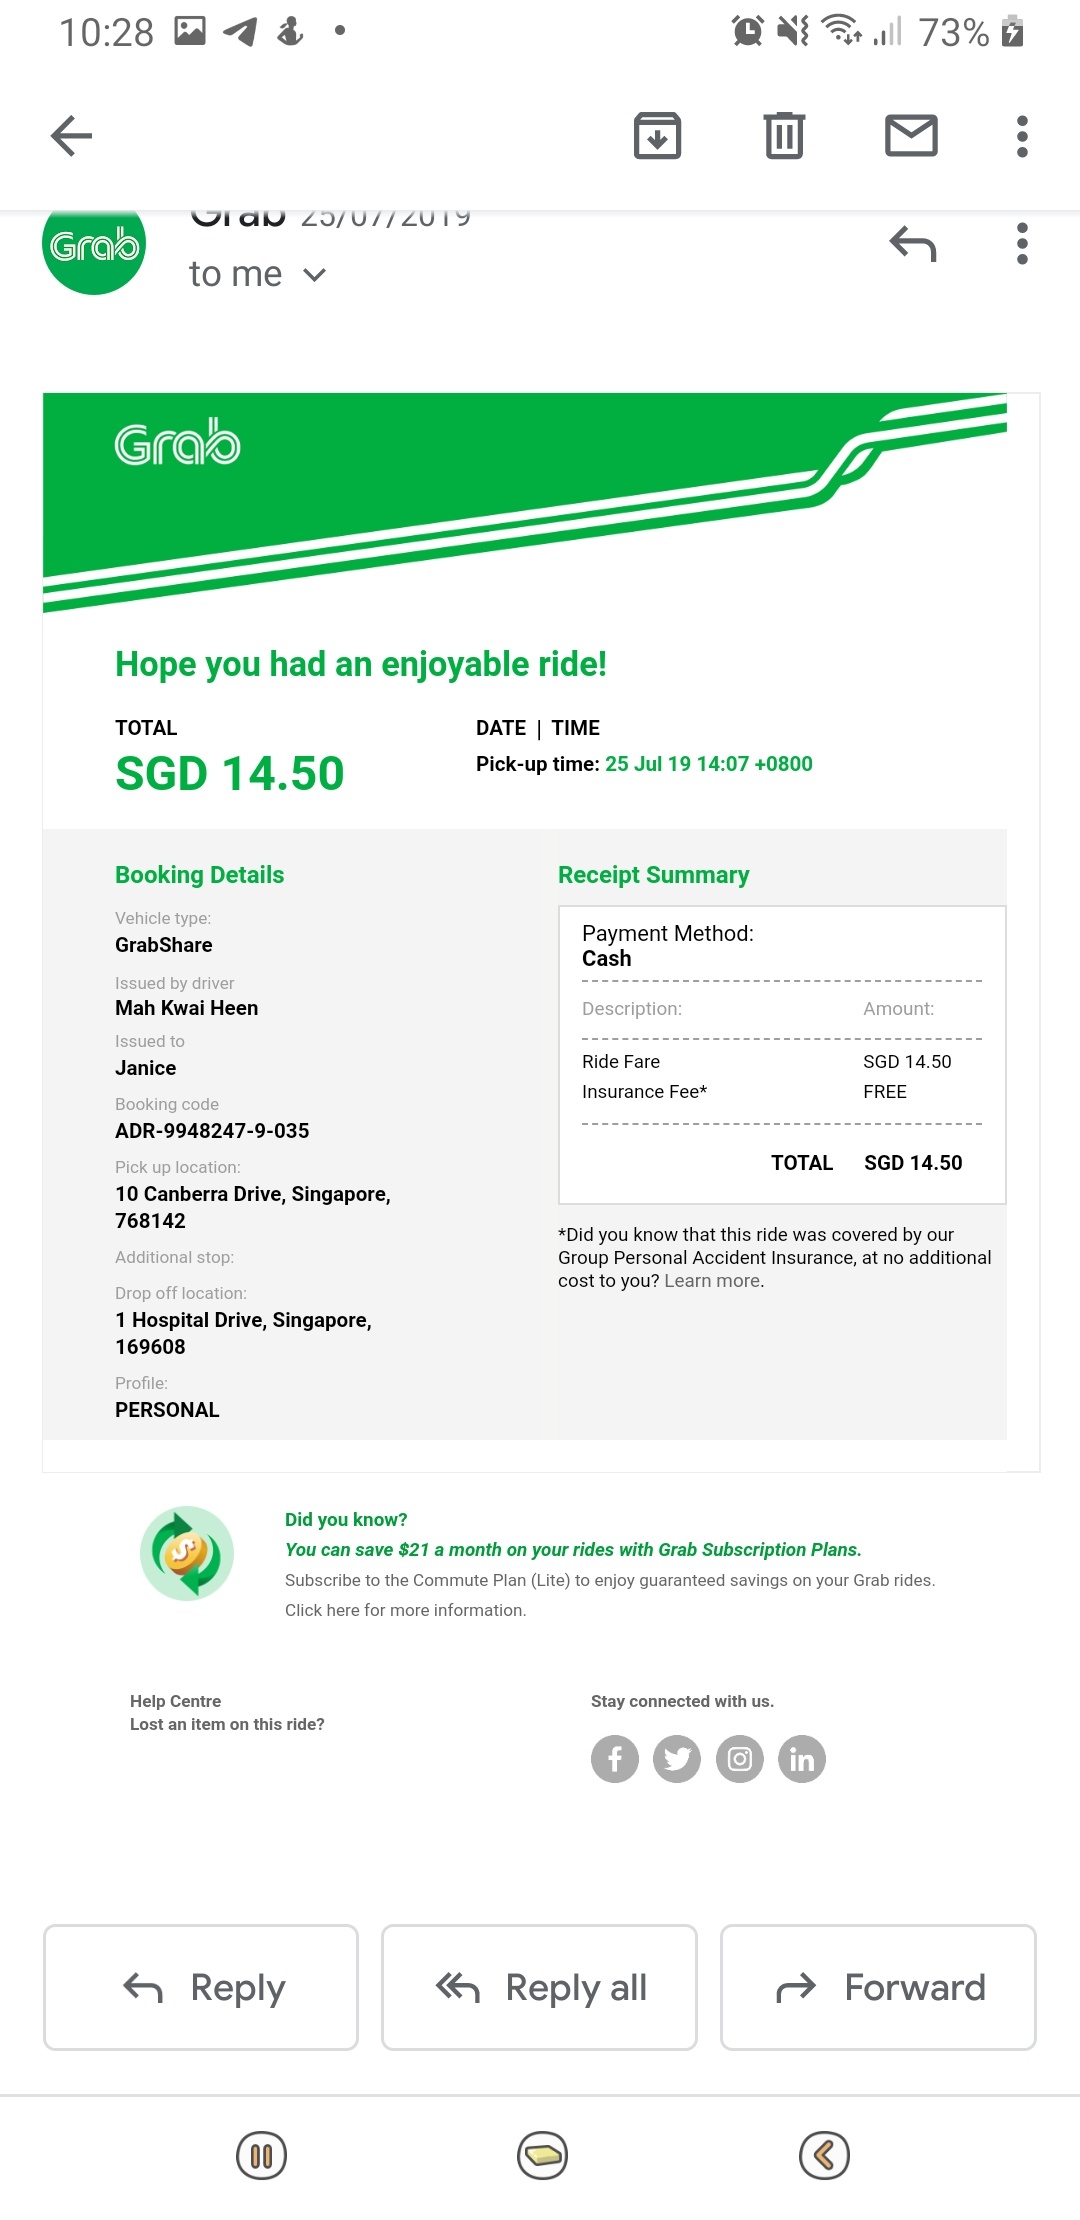 10:28
73%
Grab 25/07/2019
Grab
to me
Grab
Hope you had an enjoyable ride!
TOTAL
SGD 14.50
DATE | TIME
Pick-up time: 25 Jul 19 14:07 +0800
Booking Details
Vehicle type:
GrabShare
Issued by driver
Mah Kwai Heen
Issued to
Janice
Booking code
ADR-9948247-9-035
Pick up location:
10 Canberra Drive, Singapore,
768142
Additional stop:
Drop off location:
1 Hospital Drive, Singapore,
169608
Profile:
PERSONAL
Receipt Summary
Payment Method:
Cash
Description: Amount:
Ride Fare SGD 14.50
Insurance Fee* FREE
TOTAL SGD 14.50
*Did you know that this ride was covered by our
Group Personal Accident Insurance, at no additional
cost to you? Learn more.
Did you know?
You can save $21 a month on your rides with Grab Subscription Plans.
Subscribe to the Commute Plan (Lite) to enjoy guaranteed savings on your Grab rides.
Click here for more information.
Help Centre
Lost an item on this ride?
Stay connected with us.
Reply
Reply all
Forward